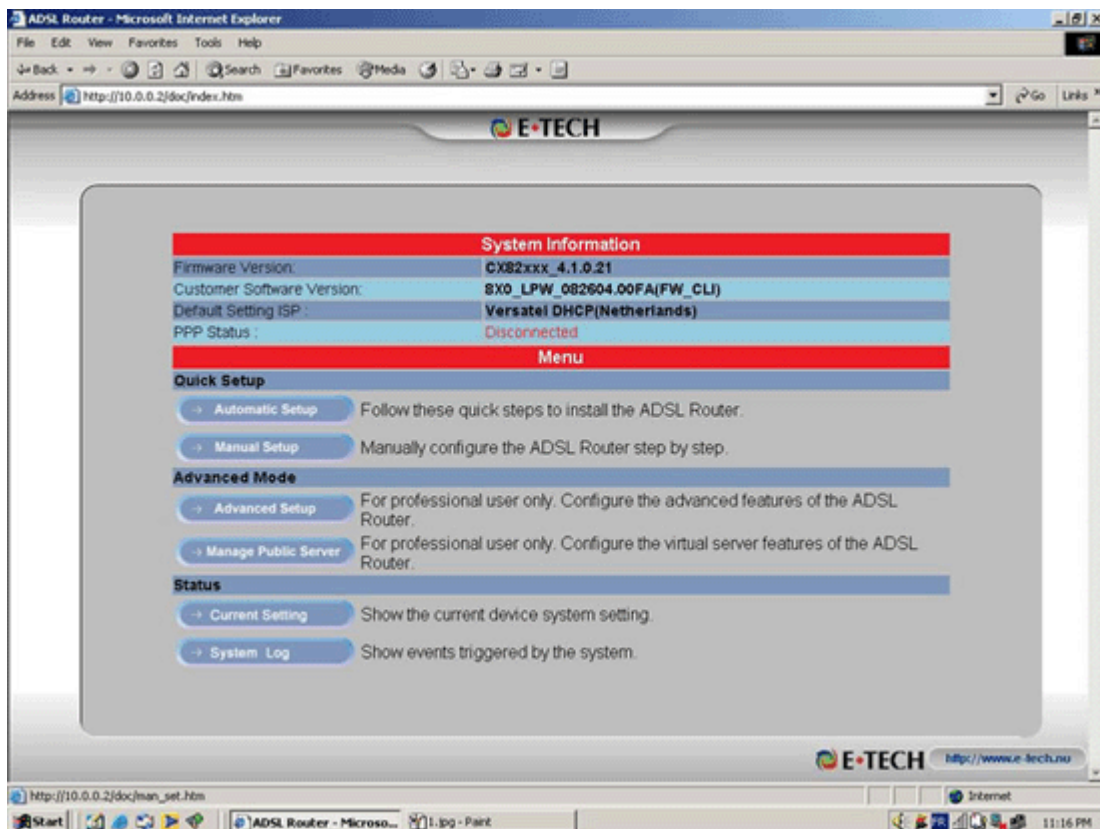 ADSL Router - Microsoft Internet Explorer
File Edit View Favorites Tools Help
Back Search Favorites Media
Address http://10.0.0.2/doc/index.htm Go Links
E-TECH
System Information
Firmware Version: CX82xxx_4.1.0.21
Customer Software Version: 8X0_LPW_082604.00FA(FW_CLI)
Default Setting ISP : Versatel DHCP(Netherlands)
PPP Status : Disconnected
Menu
Quick Setup
Automatic Setup Follow these quick steps to install the ADSL Router.
Manual Setup Manually configure the ADSL Router step by step.
Advanced Mode
Advanced Setup For professional user only. Configure the advanced features of the ADSL
Router.
Manage Public Server For professional user only. Configure the virtual server features of the ADSL
Router.
Status
Current Setting Show the current device system setting.
System Log Show events triggered by the system.
E-TECH http://www.e-tech.nu
http://10.0.0.2/doc/man_set.htm Internet
Start ADSL Router - Microso... 1.jpg - Paint FR 11:16 PM